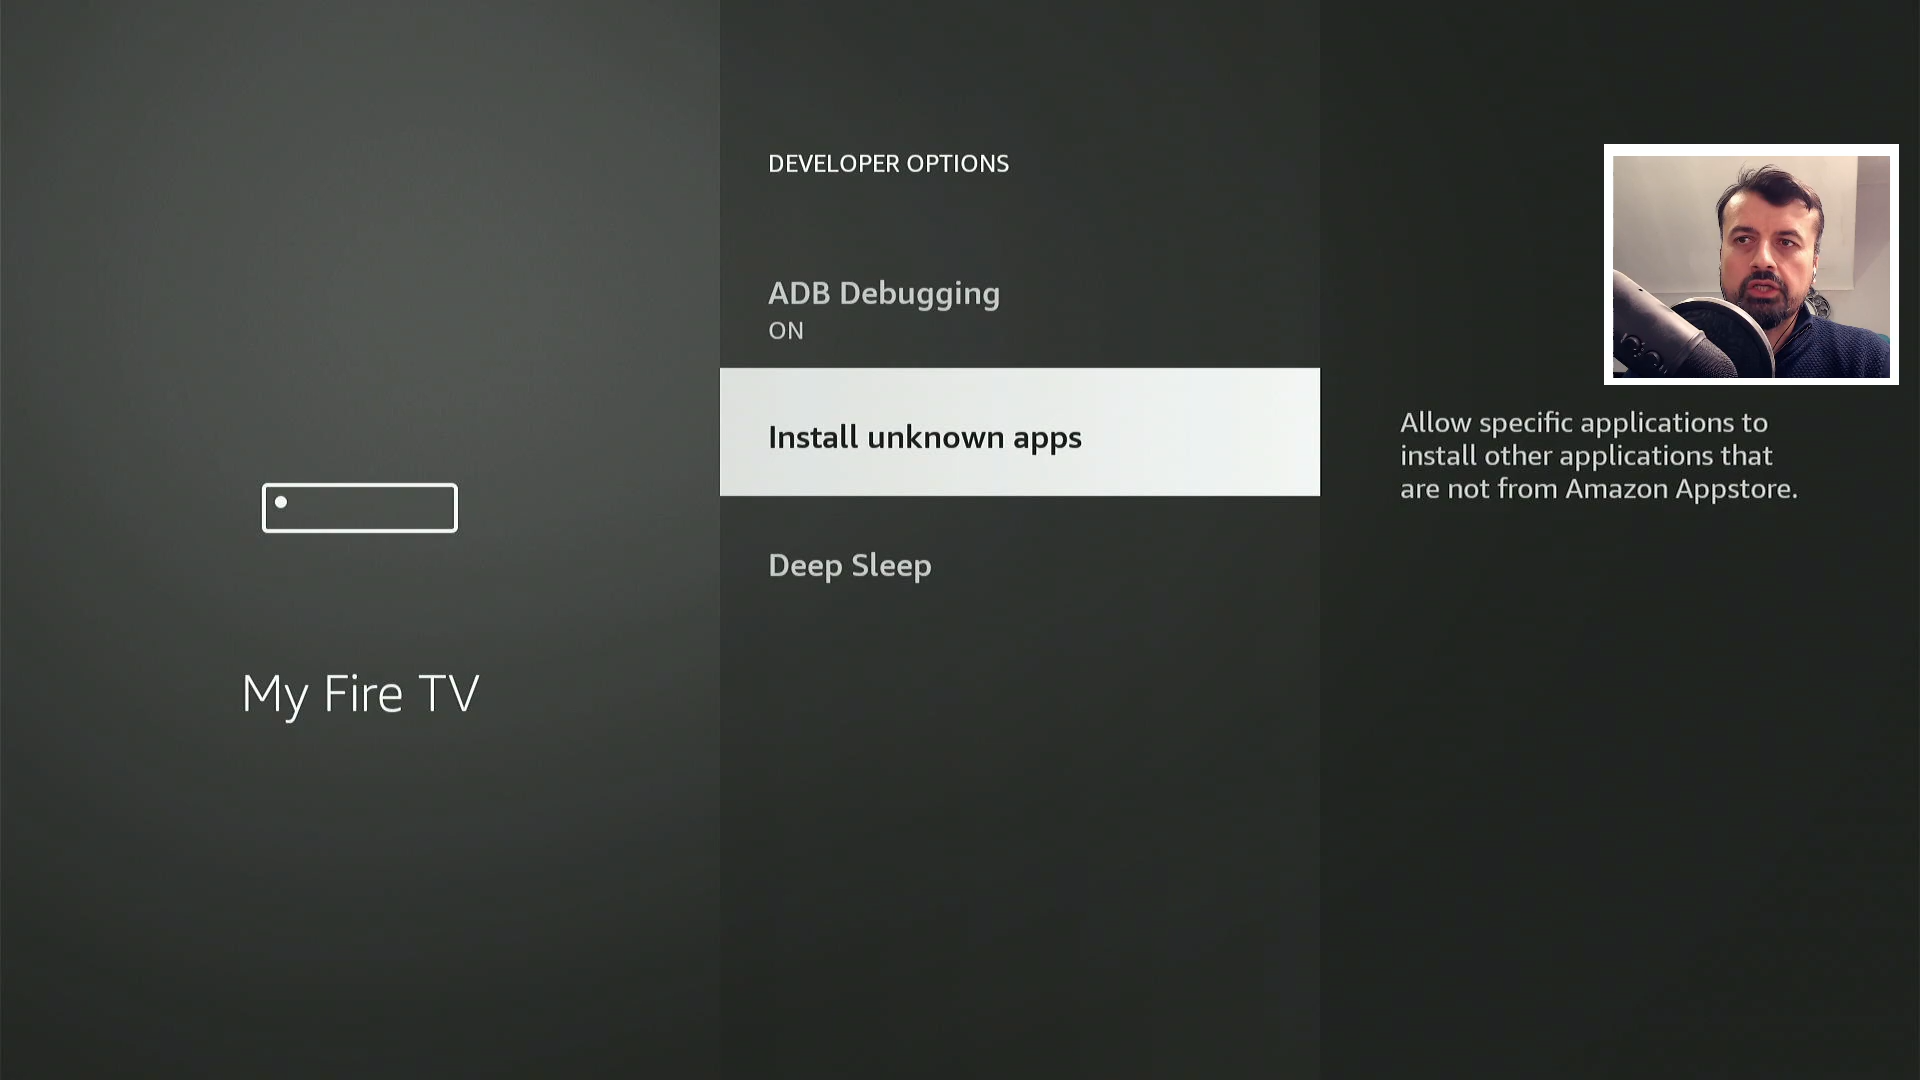 DEVELOPER OPTIONS
ADB Debugging
ON
Install unknown apps
Deep Sleep
My Fire TV
Allow specific applications to
install other applications that
are not from Amazon Appstore.